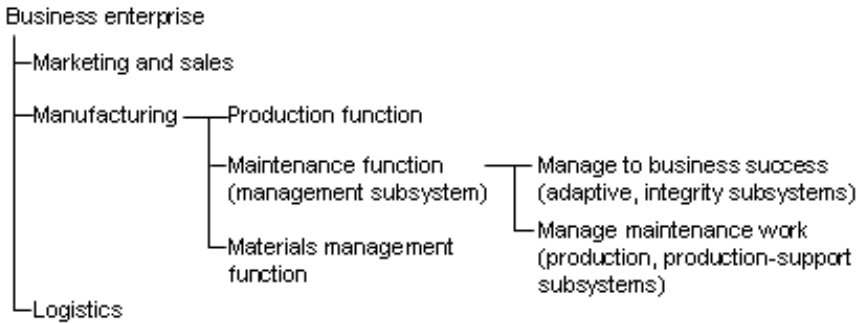 Business enterprise
Marketing and sales
Manufacturing
Production function
Maintenance function
(management subsystem)
Manage to business success
(adaptive, integrity subsystems)
Manage maintenance work
(production, production-support
subsystems)
Materials management
function
Logistics